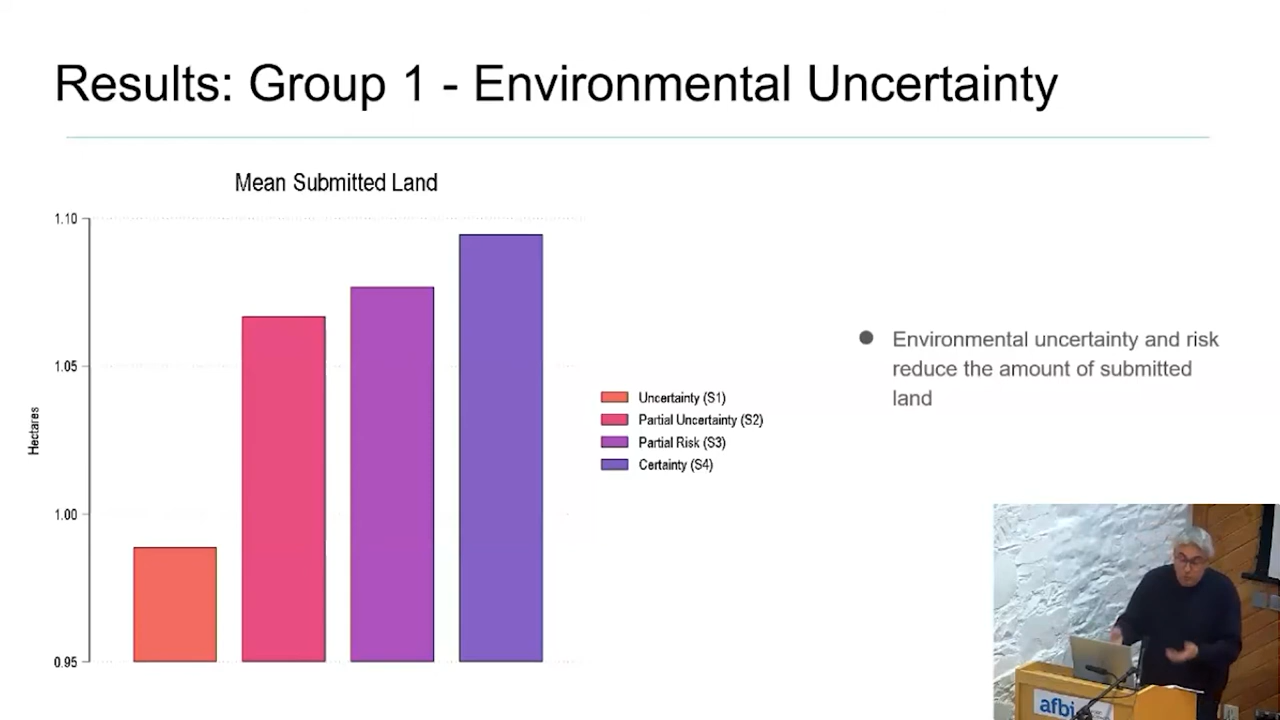 Results: Group 1 - Environmental Uncertainty
Mean Submitted Land
1.10
1.05
1.00
0.95
Hectares
Uncertainty (S1)
Partial Uncertainty (S2)
Partial Risk (S3)
Certainty (S4)
● Environmental uncertainty and risk
reduce the amount of submitted
land
afbi